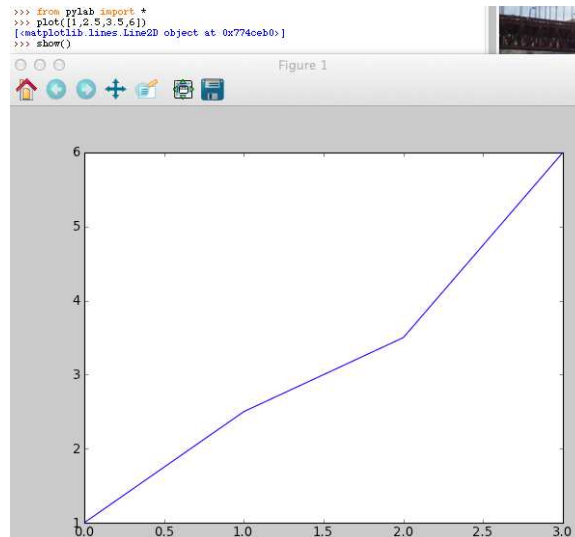 >>> from pylab import *
>>> plot([1,2.5,3.5,6])
[<matplotlib.lines.Line2D object at 0x774ceb0>]
>>> show()
Figure 1
6
5
4
3
2
1
0.0 0.5 1.0 1.5 2.0 2.5 3.0